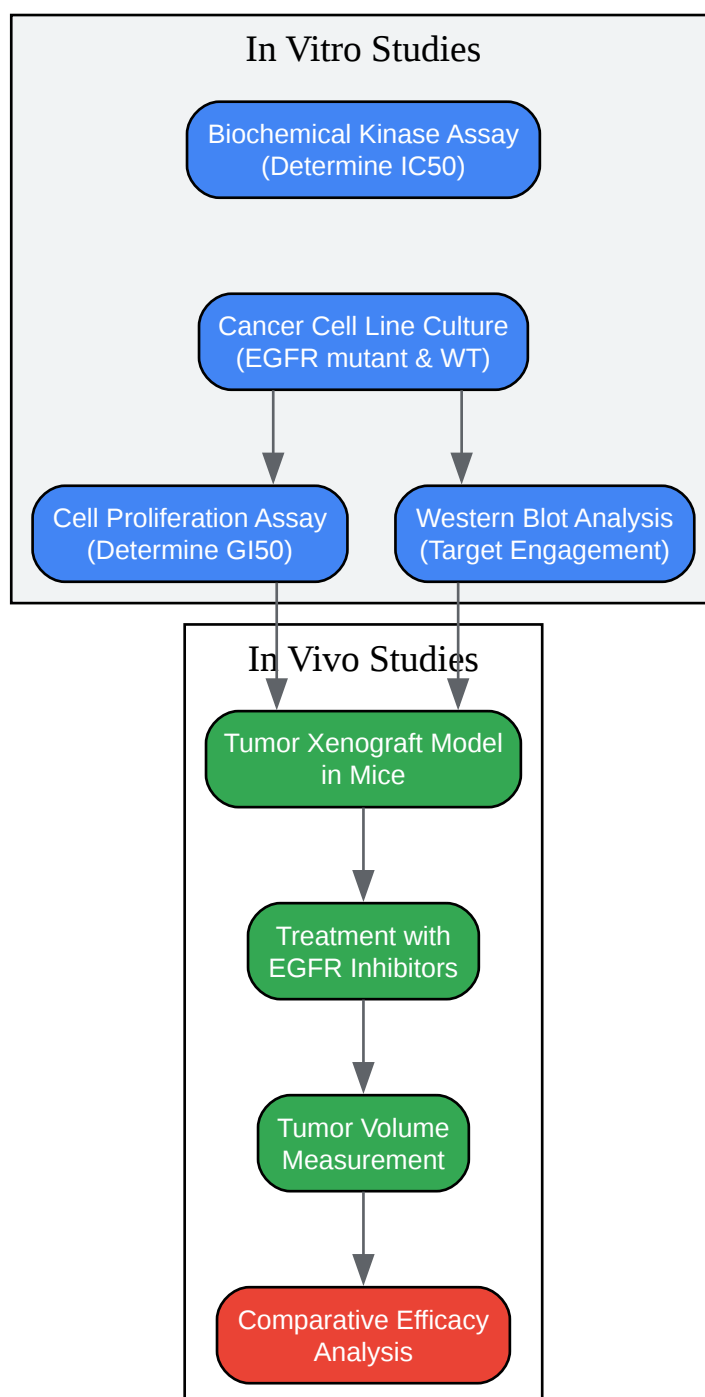 In Vitro Studies
Biochemical Kinase Assay
(Determine IC50)
Cancer Cell Line Culture
(EGFR mutant & WT)
Cell Proliferation Assay
(Determine GI50)
Western Blot Analysis
(Target Engagement)
In Vivo Studies
Tumor Xenograft Model
in Mice
Treatment with
EGFR Inhibitors
Tumor Volume
Measurement
Comparative Efficacy
Analysis